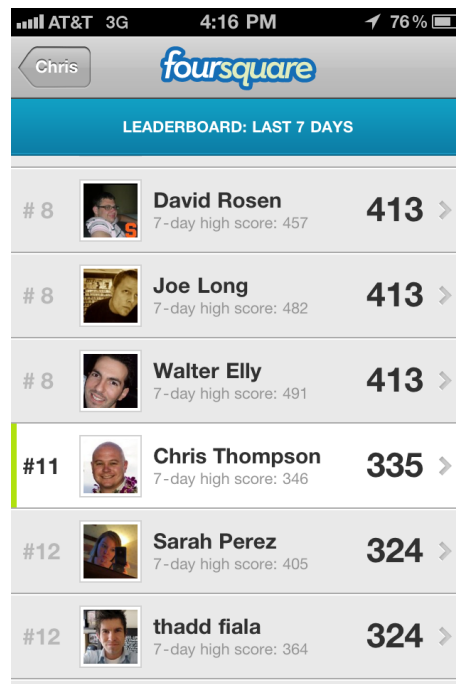 AT&T 3G 4:16 PM 76%
Chris foursquare
LEADERBOARD: LAST 7 DAYS
David Rosen
# 8 413
7-day high score: 457
Joe Long
# 8 413
7-day high score: 482
Walter Elly
# 8 413
7-day high score: 491
Chris Thompson
#11 335
7-day high score: 346
Sarah Perez
#12 324
7-day high score: 405
thadd fiala
#12 324
7-day high score: 364